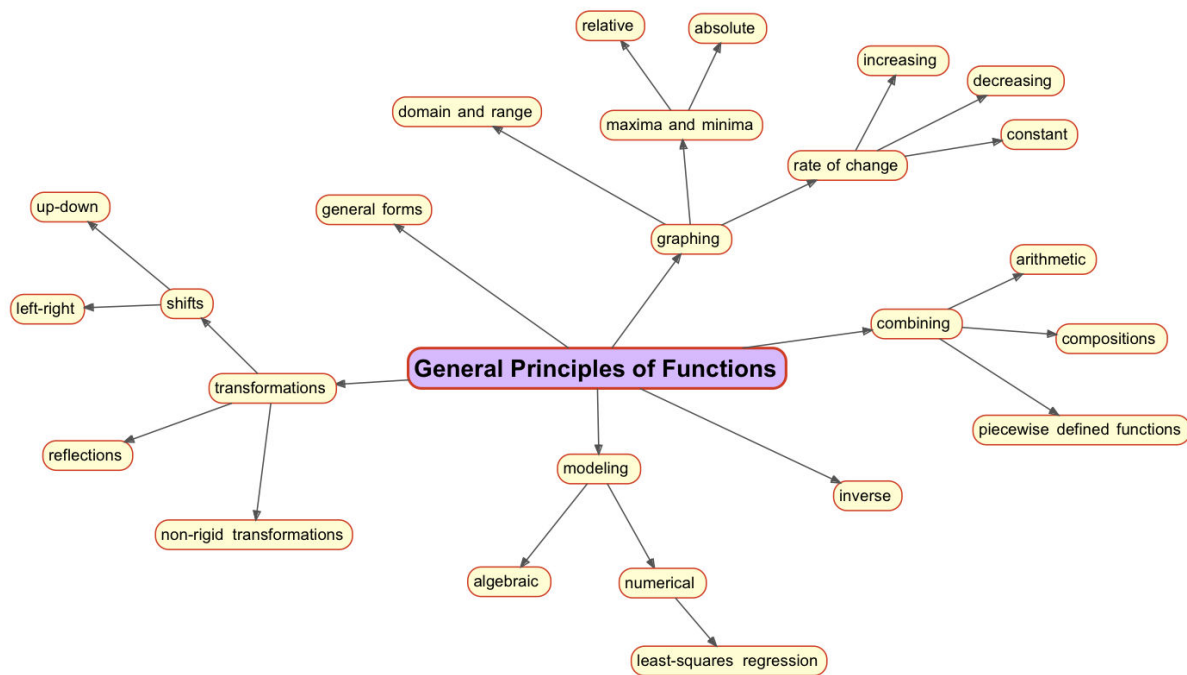 relative
absolute
increasing
decreasing
domain and range
maxima and minima
constant
rate of change
up-down
general forms
graphing
arithmetic
left-right
shifts
combining
compositions
General Principles of Functions
transformations
piecewise defined functions
reflections
modeling
inverse
non-rigid transformations
algebraic
numerical
least-squares regression